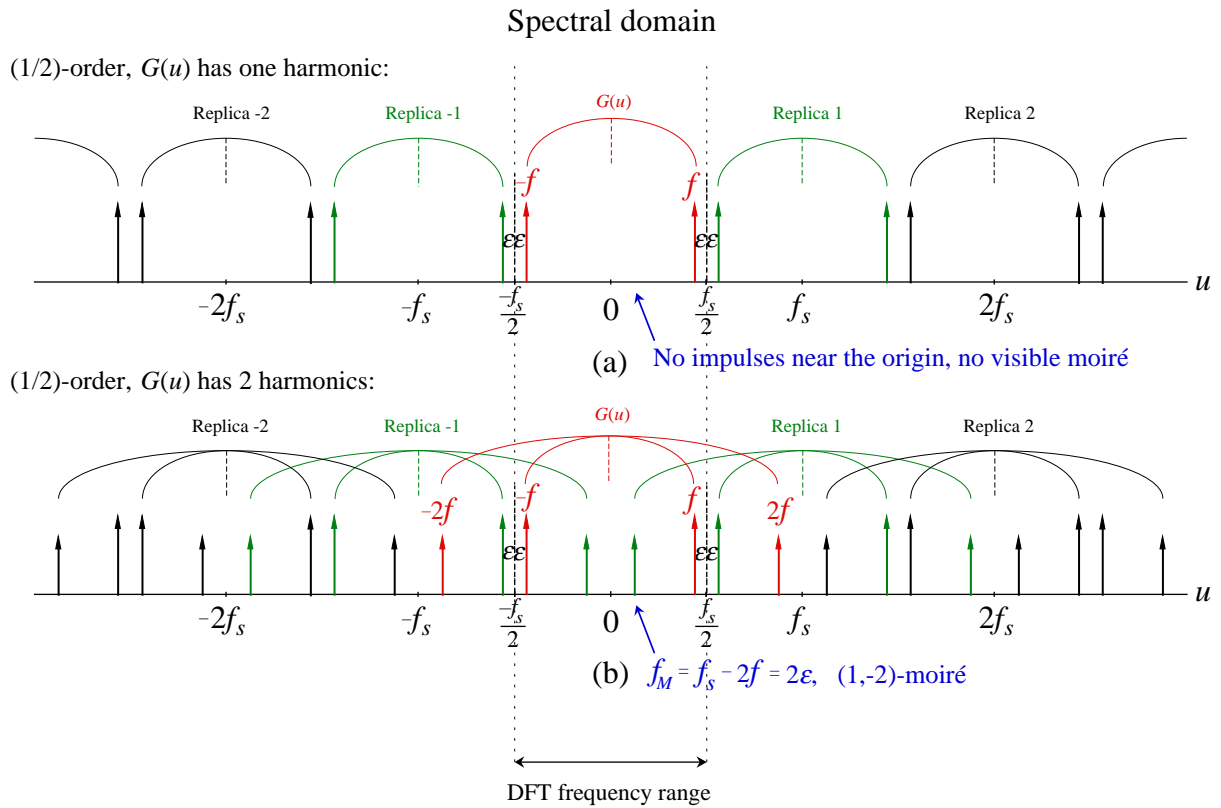 Spectral domain
(1/2)-order, G(u) has one harmonic:
Replica -2 Replica -1 G(u) Replica 1 Replica 2
-f f
εε εε
-2f_s -f_s -f_s/2 0 f_s/2 f_s 2f_s u
(a) No impulses near the origin, no visible moiré
(1/2)-order, G(u) has 2 harmonics:
Replica -2 Replica -1 G(u) Replica 1 Replica 2
-2f -f f 2f
εε εε
-2f_s -f_s -f_s/2 0 f_s/2 f_s 2f_s u
(b) f_M = f_s - 2f = 2ε, (1,-2)-moiré
DFT frequency range